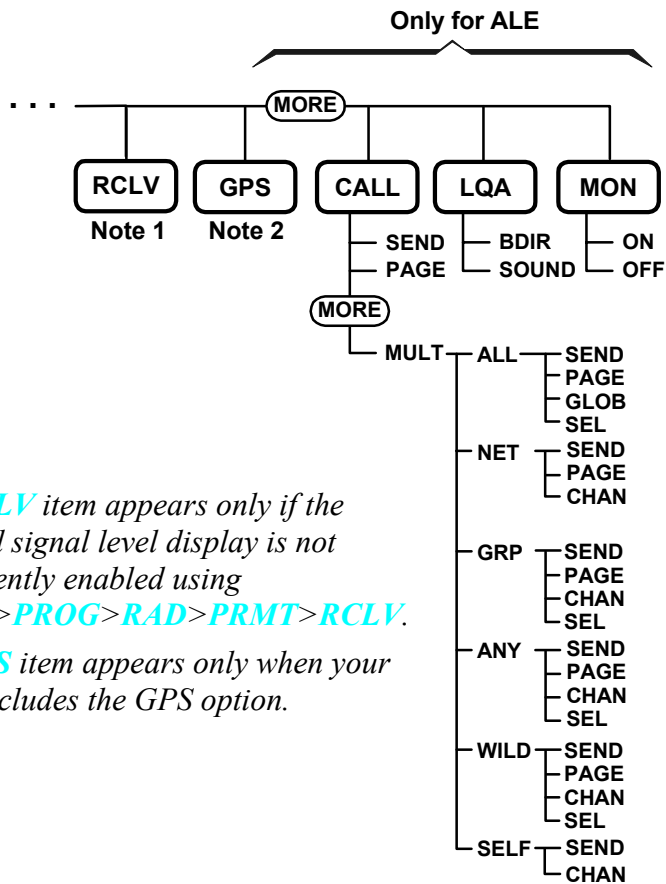 Only for ALE
. . .
MORE
RCLV GPS CALL LQA MON
Note 1 Note 2
SEND BDIR ON
PAGE SOUND OFF
MORE
MULT ALL SEND
PAGE
GLOB
SEL
NET SEND
PAGE
CHAN
GRP SEND
PAGE
CHAN
SEL
ANY SEND
PAGE
CHAN
SEL
WILD SEND
PAGE
CHAN
SEL
SELF SEND
CHAN
LV item appears only if the
signal level display is not
enabled using
>PROG>RAD>PRMT>RCLV.
S item appears only when your
cludes the GPS option.